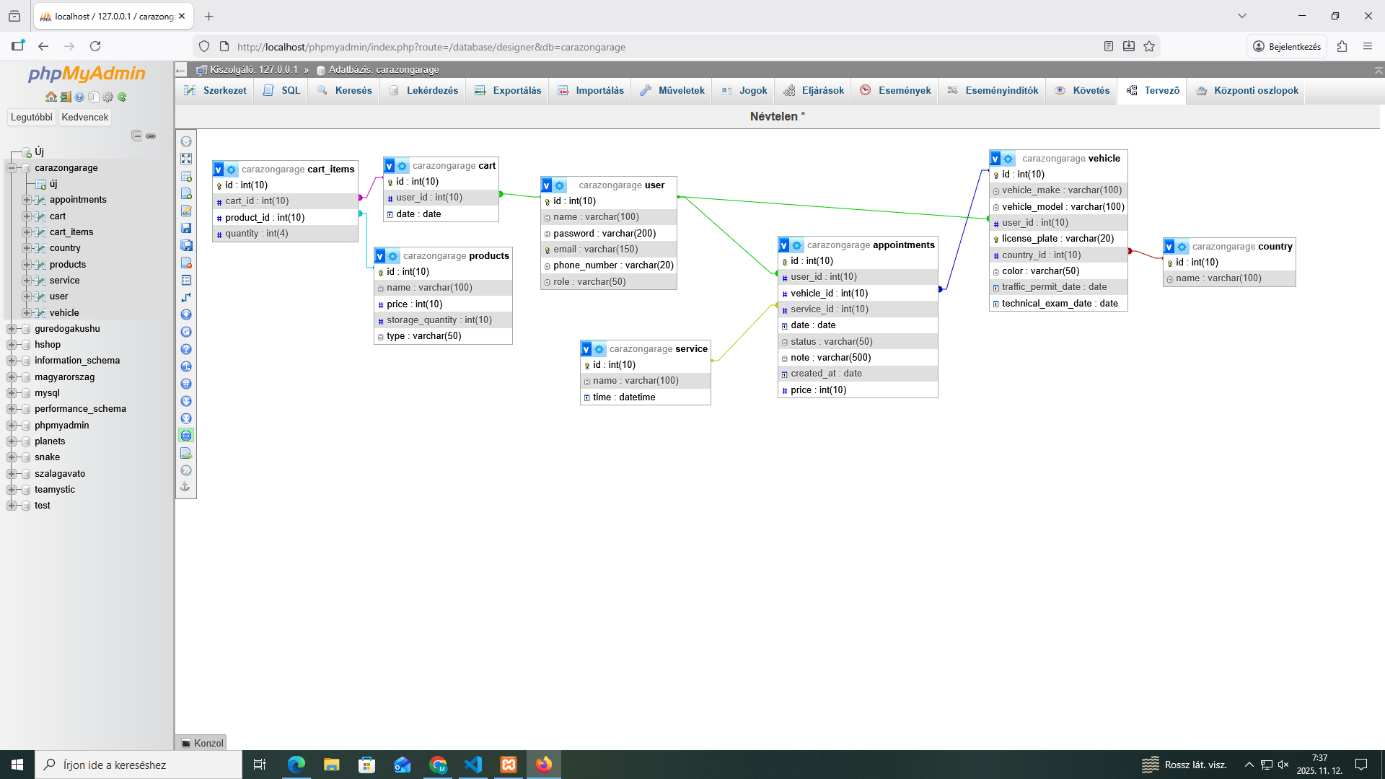 localhost / 127.0.0.1 / carazong
http://localhost/phpmyadmin/index.php?route=/database/designer&db=carazongarage
Bejelentkezés
phpMyAdmin
Legutóbbi Kedvencek
Új
carazongarage
új
appointments
cart
cart_items
country
products
service
user
vehicle
guredogakushu
hshop
information_schema
magyarorszag
mysql
performance_schema
phpmyadmin
planets
snake
szalagavato
teamystic
test
Kiszolgáló: 127.0.0.1 » Adatbázis: carazongarage
Szerkezet SQL Keresés Lekérdezés Exportálás Importálás Műveletek Jogok Eljárások Események Eseményindítók Követés Tervező Központi oszlopok
Névtelen *
v carazongarage cart_items
id : int(10)
# cart_id : int(10)
# product_id : int(10)
# quantity : int(4)
v carazongarage cart
id : int(10)
# user_id : int(10)
date : date
v carazongarage products
id : int(10)
name : varchar(100)
# price : int(10)
# storage_quantity : int(10)
type : varchar(50)
v carazongarage user
id : int(10)
name : varchar(100)
password : varchar(200)
email : varchar(150)
phone_number : varchar(20)
role : varchar(50)
v carazongarage service
id : int(10)
name : varchar(100)
time : datetime
v carazongarage appointments
id : int(10)
# user_id : int(10)
# vehicle_id : int(10)
# service_id : int(10)
date : date
status : varchar(50)
note : varchar(500)
created_at : date
# price : int(10)
v carazongarage vehicle
id : int(10)
vehicle_make : varchar(100)
vehicle_model : varchar(100)
# user_id : int(10)
license_plate : varchar(20)
# country_id : int(10)
color : varchar(50)
traffic_permit_date : date
technical_exam_date : date
v carazongarage country
id : int(10)
name : varchar(100)
Konzol
Írjon ide a kereséshez
Rossz lát. visz.
7:37
2025. 11. 12.